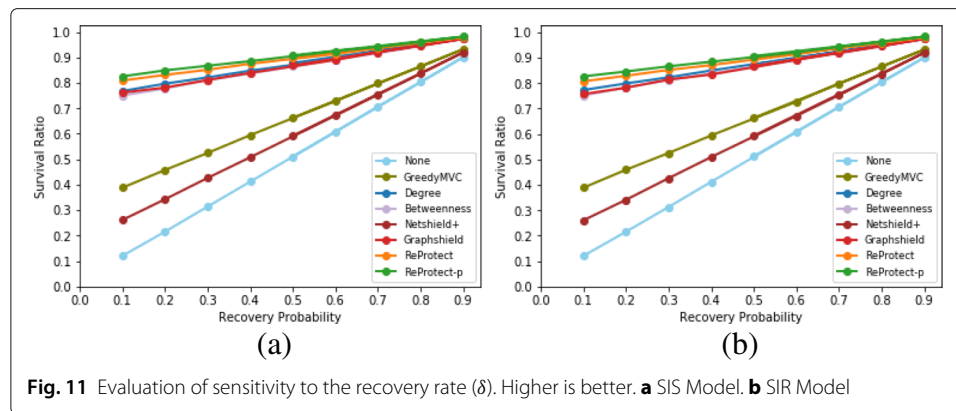 1.0
0.9
0.8
0.7
0.6
0.5
0.4
0.3
0.2
0.1
0.0
Survival Ratio
None
GreedyMVC
Degree
Betweenness
Netshield+
Graphshield
ReProtect
ReProtect-p
0.0 0.1 0.2 0.3 0.4 0.5 0.6 0.7 0.8 0.9
Recovery Probability
(a)
1.0
0.9
0.8
0.7
0.6
0.5
0.4
0.3
0.2
0.1
0.0
Survival Ratio
None
GreedyMVC
Degree
Betweenness
Netshield+
Graphshield
ReProtect
ReProtect-p
0.0 0.1 0.2 0.3 0.4 0.5 0.6 0.7 0.8 0.9
Recovery Probability
(b)
Fig. 11 Evaluation of sensitivity to the recovery rate (δ). Higher is better. a SIS Model. b SIR Model